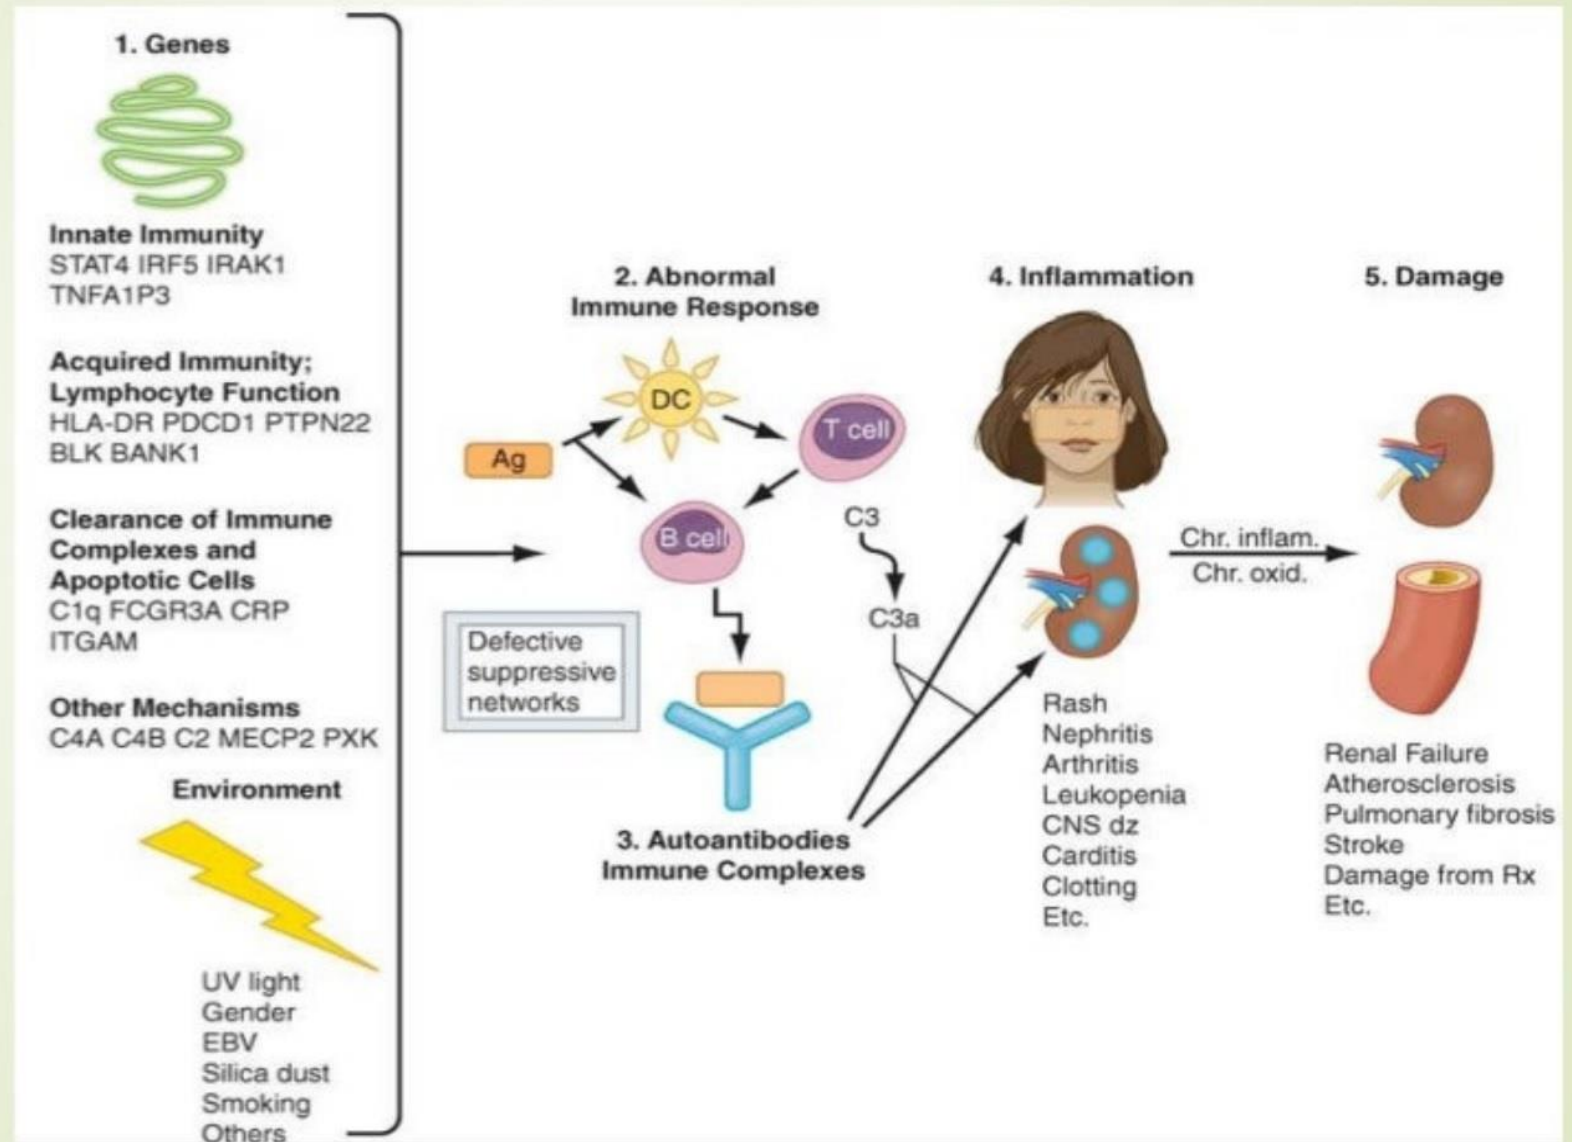 1. Genes
Innate Immunity
STAT4 IRF5 IRAK1
TNFA1P3
Acquired Immunity;
Lymphocyte Function
HLA-DR PDCD1 PTPN22
BLK BANK1
Clearance of Immune
Complexes and
Apoptotic Cells
C1q FCGR3A CRP
ITGAM
Other Mechanisms
C4A C4B C2 MECP2 PXK
Environment
UV light
Gender
EBV
Silica dust
Smoking
Others
2. Abnormal
Immune Response
DC
T cell
Ag
B cell
C3
C3a
Defective
suppressive
networks
3. Autoantibodies
Immune Complexes
4. Inflammation
Rash
Nephritis
Arthritis
Leukopenia
CNS dz
Carditis
Clotting
Etc.
Chr. inflam.
Chr. oxid.
5. Damage
Renal Failure
Atherosclerosis
Pulmonary fibrosis
Stroke
Damage from Rx
Etc.